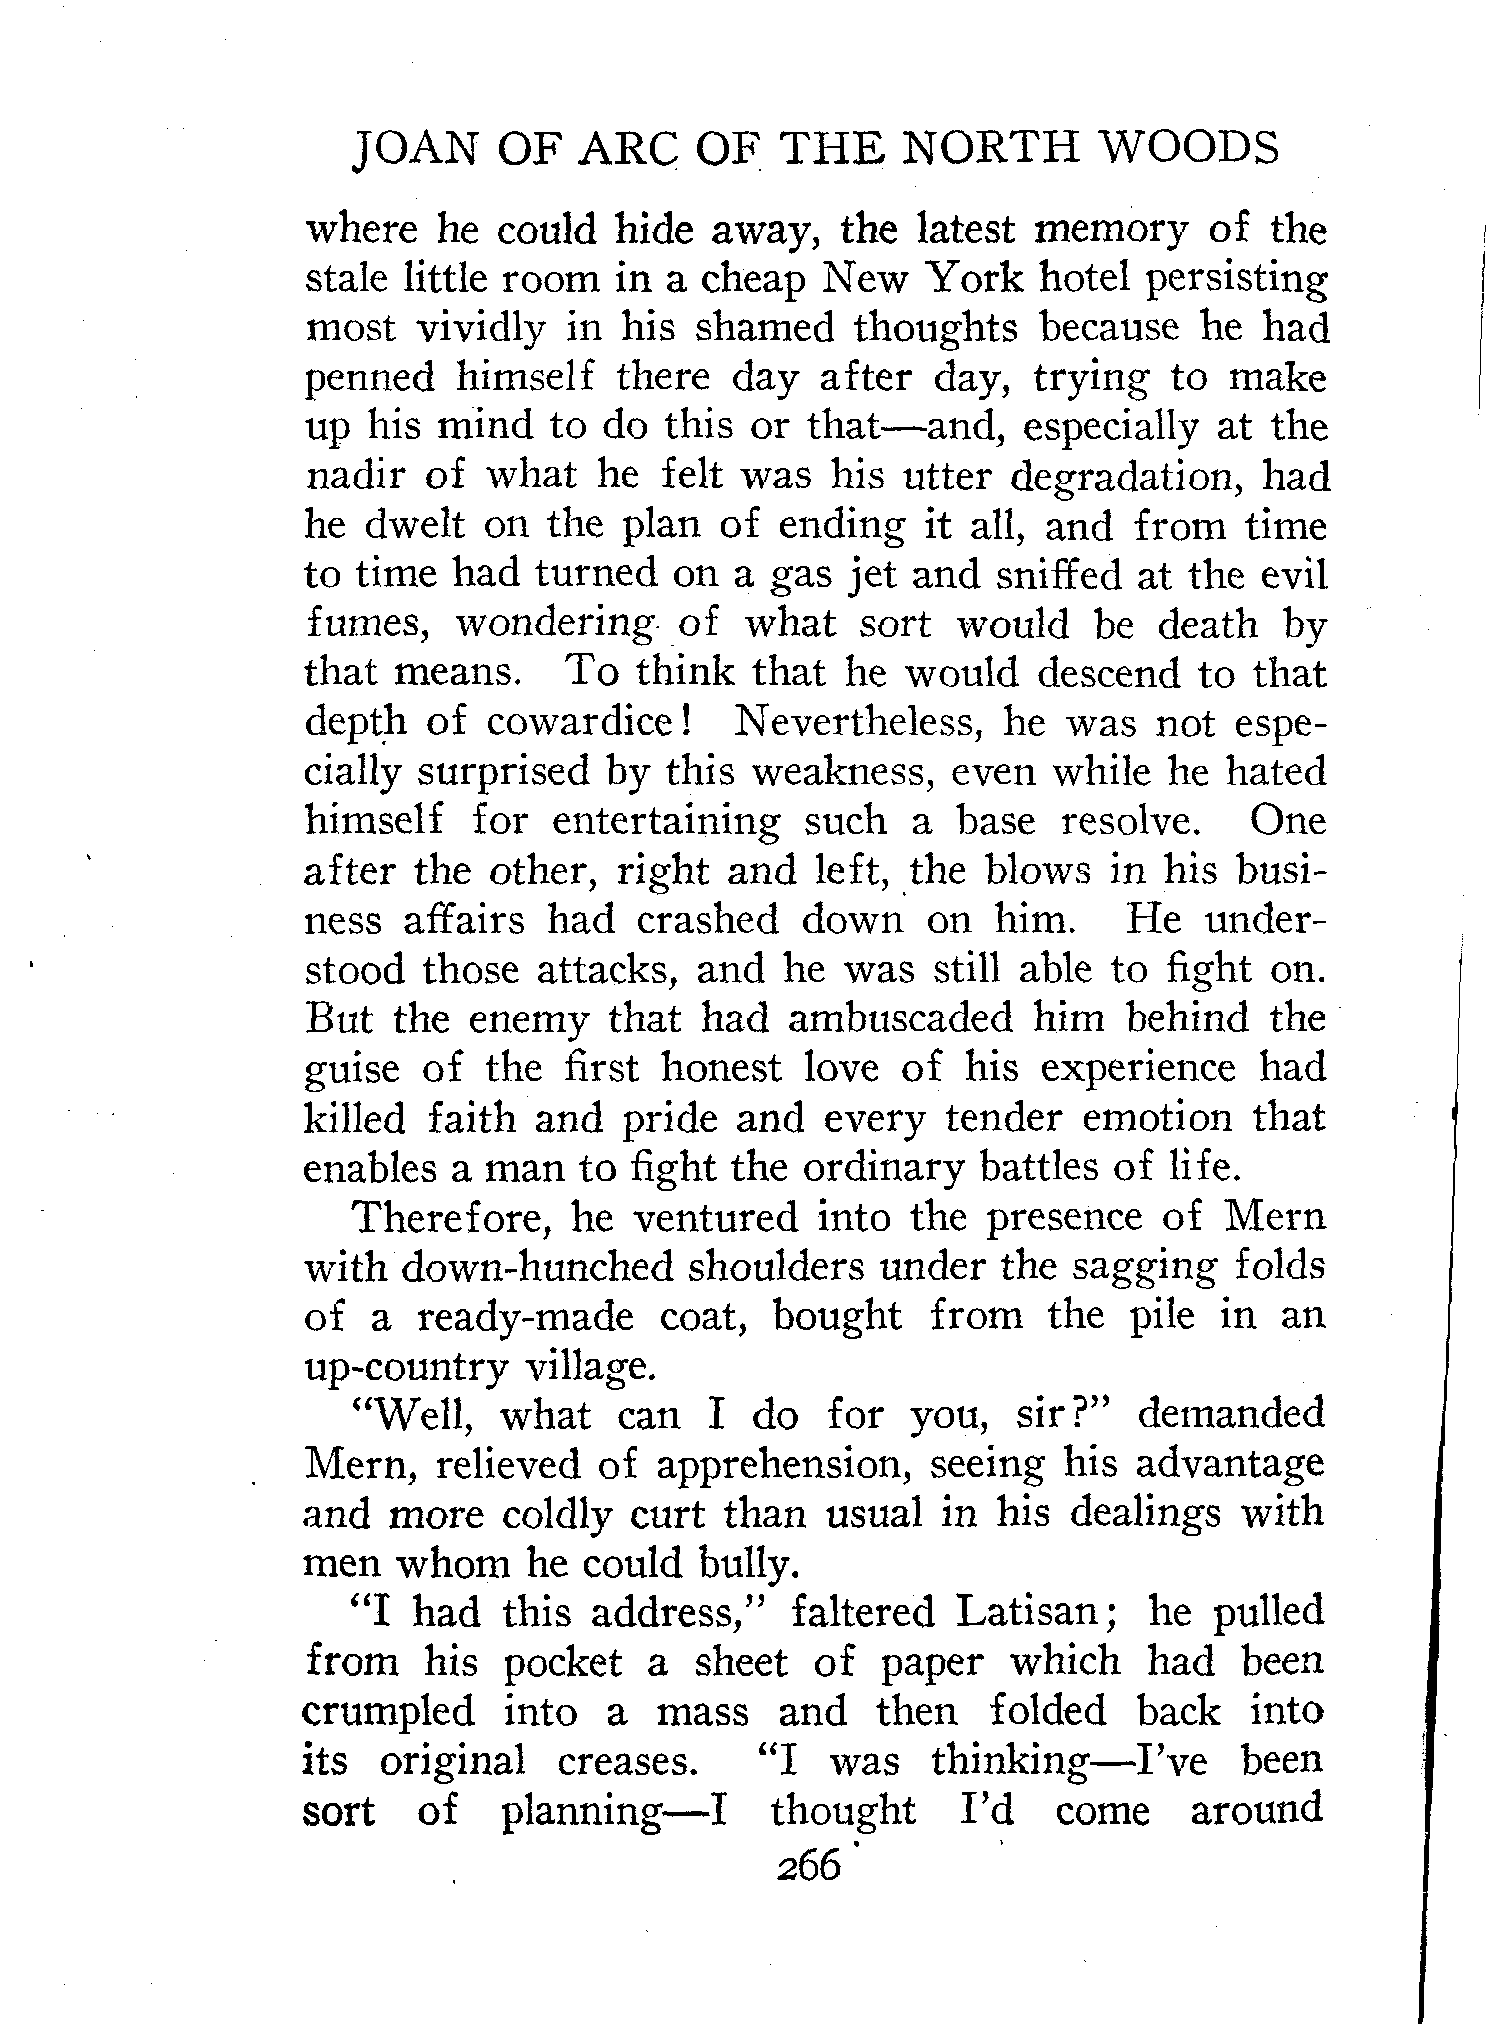 JOAN OF ARC OF THE NORTH WOODS
where he could hide away, the latest memory of the
stale little room in a cheap New York hotel persisting
most vividly in his shamed thoughts because he had
penned himself there day after day, trying to make
up his mind to do this or that—and, especially at the
nadir of what he felt was his utter degradation, had
he dwelt on the plan of ending it all, and from time
to time had turned on a gas jet and sniffed at the evil
fumes, wondering of what sort would be death by
that means. To think that he would descend to that
depth of cowardice! Nevertheless, he was not espe-
cially surprised by this weakness, even while he hated
himself for entertaining such a base resolve. One
after the other, right and left, the blows in his busi-
ness affairs had crashed down on him. He under-
stood those attacks, and he was still able to fight on.
But the enemy that had ambuscaded him behind the
guise of the first honest love of his experience had
killed faith and pride and every tender emotion that
enables a man to fight the ordinary battles of life.
Therefore, he ventured into the presence of Mern
with down-hunched shoulders under the sagging folds
of a ready-made coat, bought from the pile in an
up-country village.
"Well, what can I do for you, sir?" demanded
Mern, relieved of apprehension, seeing his advantage
and more coldly curt than usual in his dealings with
men whom he could bully.
"I had this address," faltered Latisan; he pulled
from his pocket a sheet of paper which had been
crumpled into a mass and then folded back into
its original creases. "I was thinking—I've been
sort of planning—I thought I'd come around
266